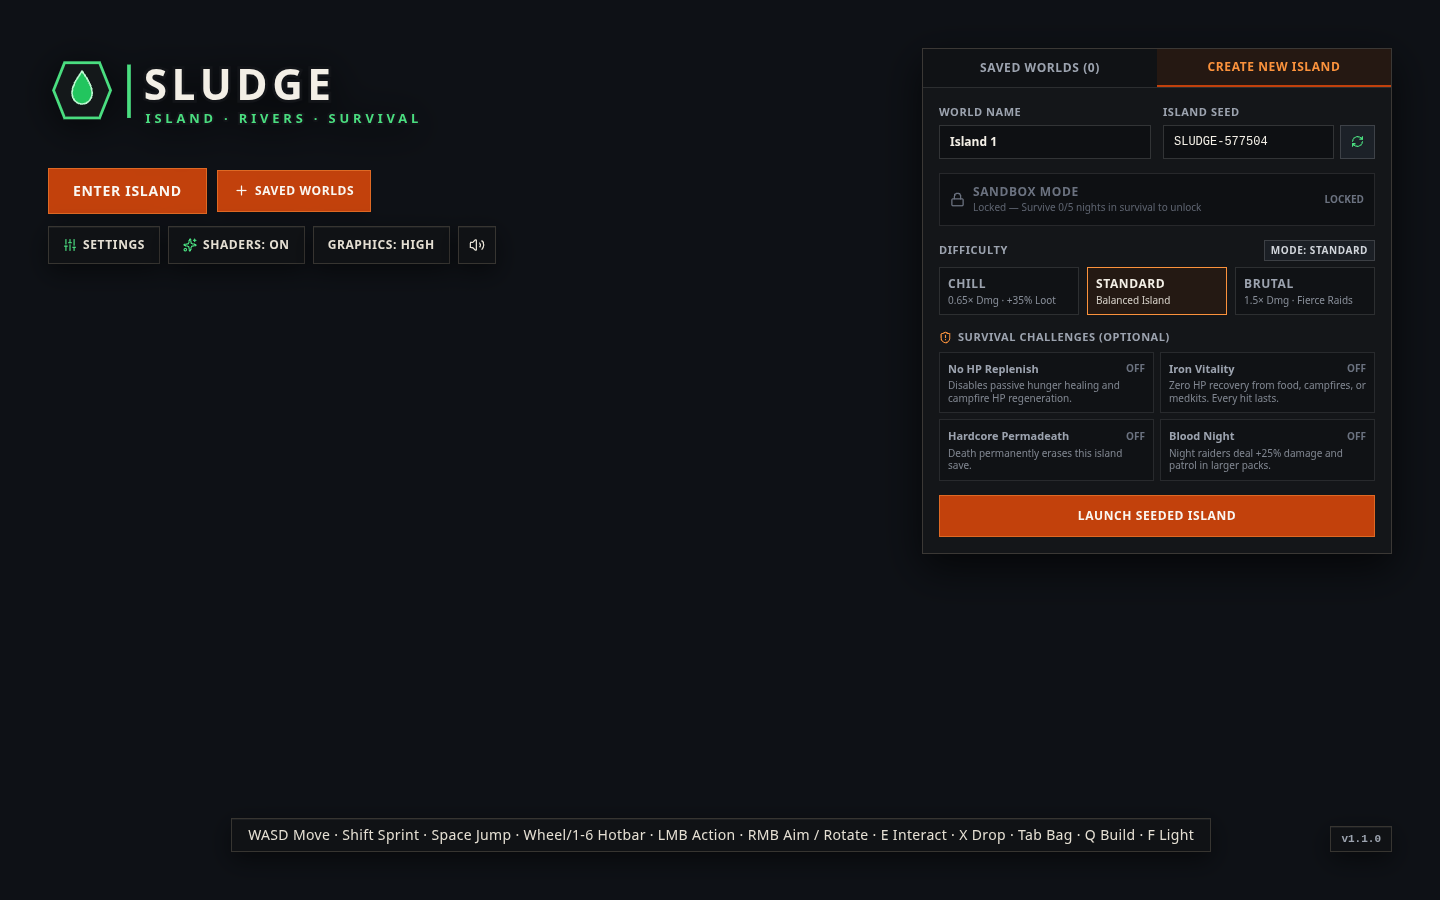 SLUDGE
ISLAND · RIVERS · SURVIVAL
ENTER ISLAND
SAVED WORLDS
SETTINGS
SHADERS: ON
GRAPHICS: HIGH
SAVED WORLDS (0)
CREATE NEW ISLAND
WORLD NAME
ISLAND SEED
Island 1
SLUDGE-577504
SANDBOX MODE
Locked — Survive 0/5 nights in survival to unlock
LOCKED
DIFFICULTY
MODE: STANDARD
CHILL
0.65× Dmg · +35% Loot
STANDARD
Balanced Island
BRUTAL
1.5× Dmg · Fierce Raids
SURVIVAL CHALLENGES (OPTIONAL)
No HP Replenish
OFF
Disables passive hunger healing and
campfire HP regeneration.
Iron Vitality
OFF
Zero HP recovery from food, campfires, or
medkits. Every hit lasts.
Hardcore Permadeath
OFF
Death permanently erases this island
save.
Blood Night
OFF
Night raiders deal +25% damage and
patrol in larger packs.
LAUNCH SEEDED ISLAND
WASD Move · Shift Sprint · Space Jump · Wheel/1-6 Hotbar · LMB Action · RMB Aim / Rotate · E Interact · X Drop · Tab Bag · Q Build · F Light
v1.1.0